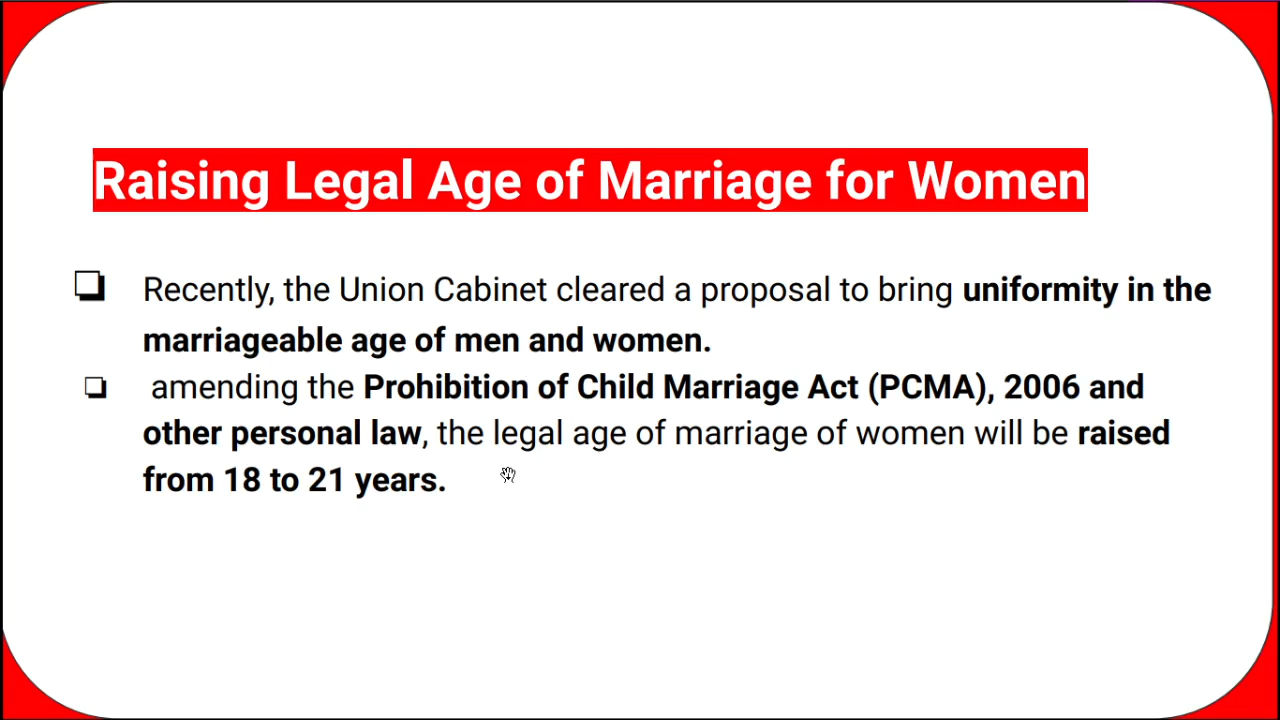 Raising Legal Age of Marriage for Women
Recently, the Union Cabinet cleared a proposal to bring uniformity in the
marriageable age of men and women.
amending the Prohibition of Child Marriage Act (PCMA), 2006 and
other personal law, the legal age of marriage of women will be raised
from 18 to 21 years.